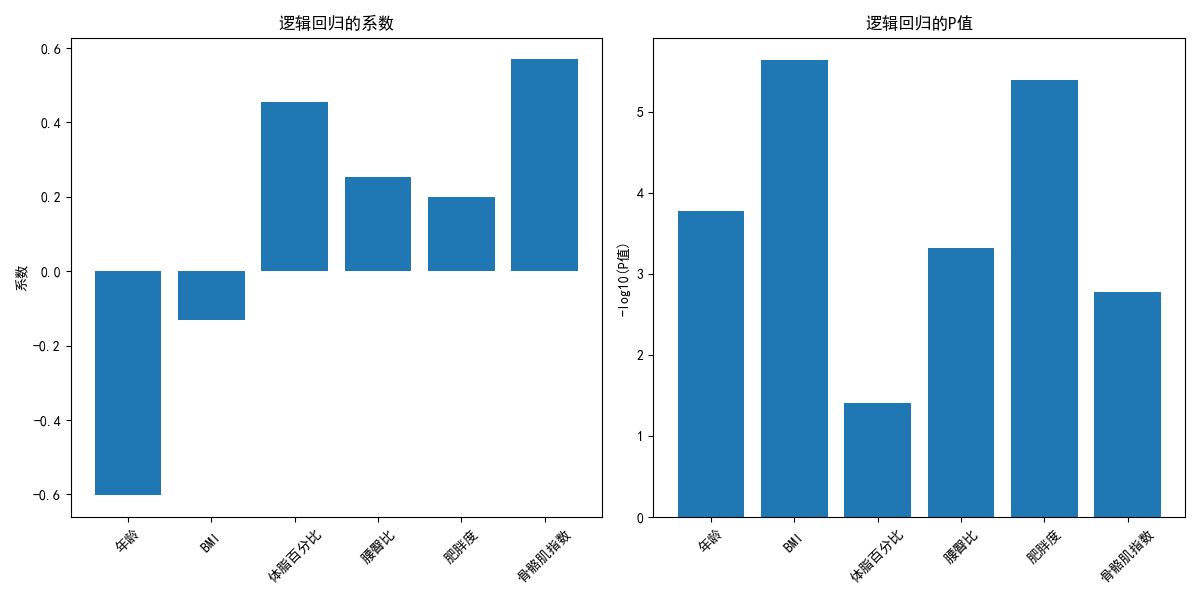 逻辑回归的系数
系数
0.6
0.4
0.2
0.0
-0.2
-0.4
-0.6
年龄
BMI
体脂百分比
腰臀比
肥胖度
骨骼肌指数
逻辑回归的P值
-log10(P值)
5
4
3
2
1
0
年龄
BMI
体脂百分比
腰臀比
肥胖度
骨骼肌指数